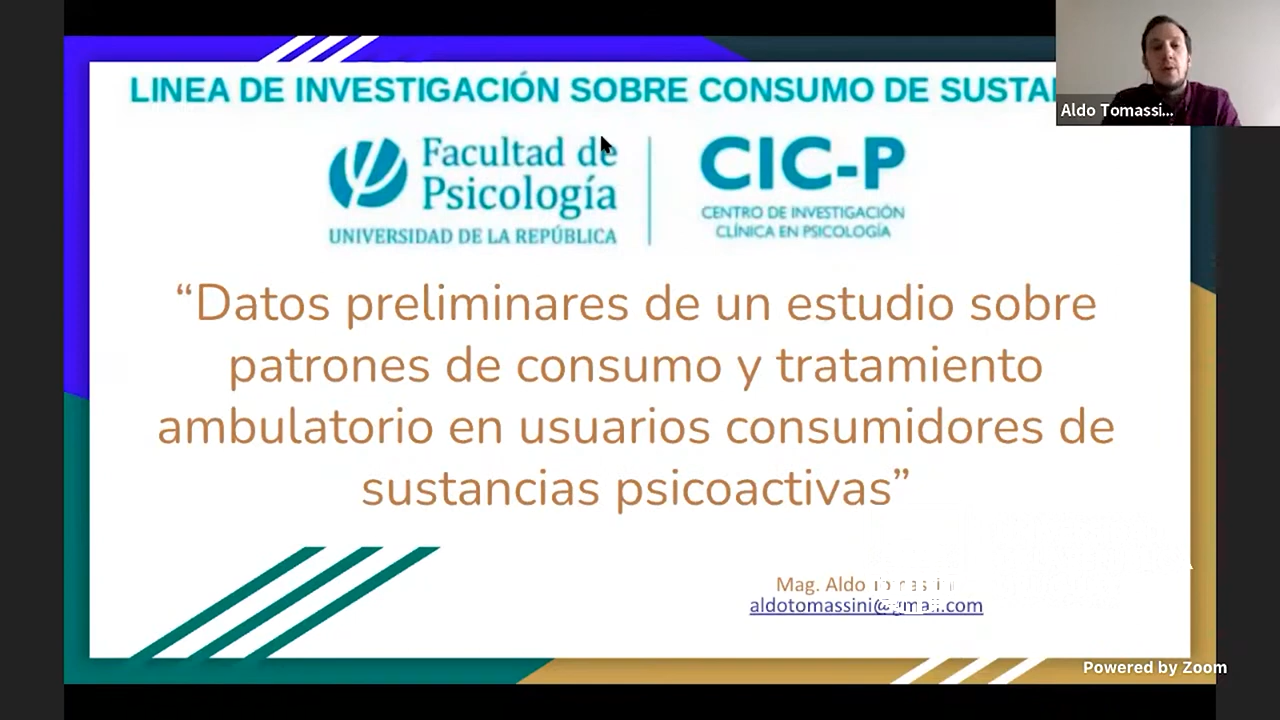 LINEA DE INVESTIGACIÓN SOBRE CONSUMO DE
Aldo Tomassi...
Facultad de
Psicología
UNIVERSIDAD DE LA REPÚBLICA
CIC-P
CENTRO DE INVESTIGACIÓN
CLÍNICA EN PSICOLOGÍA
“Datos preliminares de un estudio sobre
patrones de consumo y tratamiento
ambulatorio en usuarios consumidores de
sustancias psicoactivas”
Mag. Aldo
aldotomassini@gmail.com
Powered by Zoom